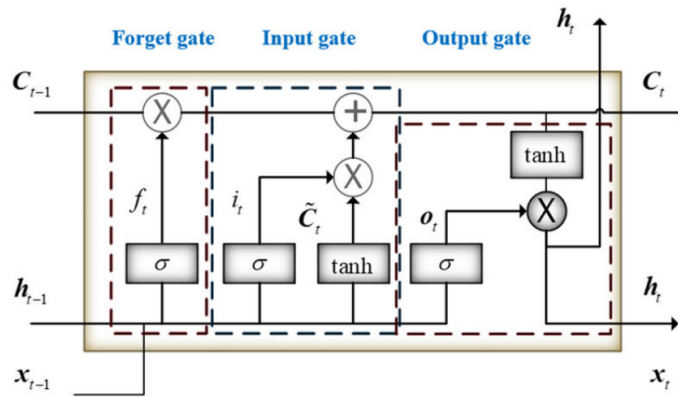 Forget gate Input gate Output gate
h_t
C_{t-1} C_t
X + tanh
X X
f_t i_t C̃_t o_t
σ σ tanh σ
h_{t-1} h_t
x_{t-1} x_t